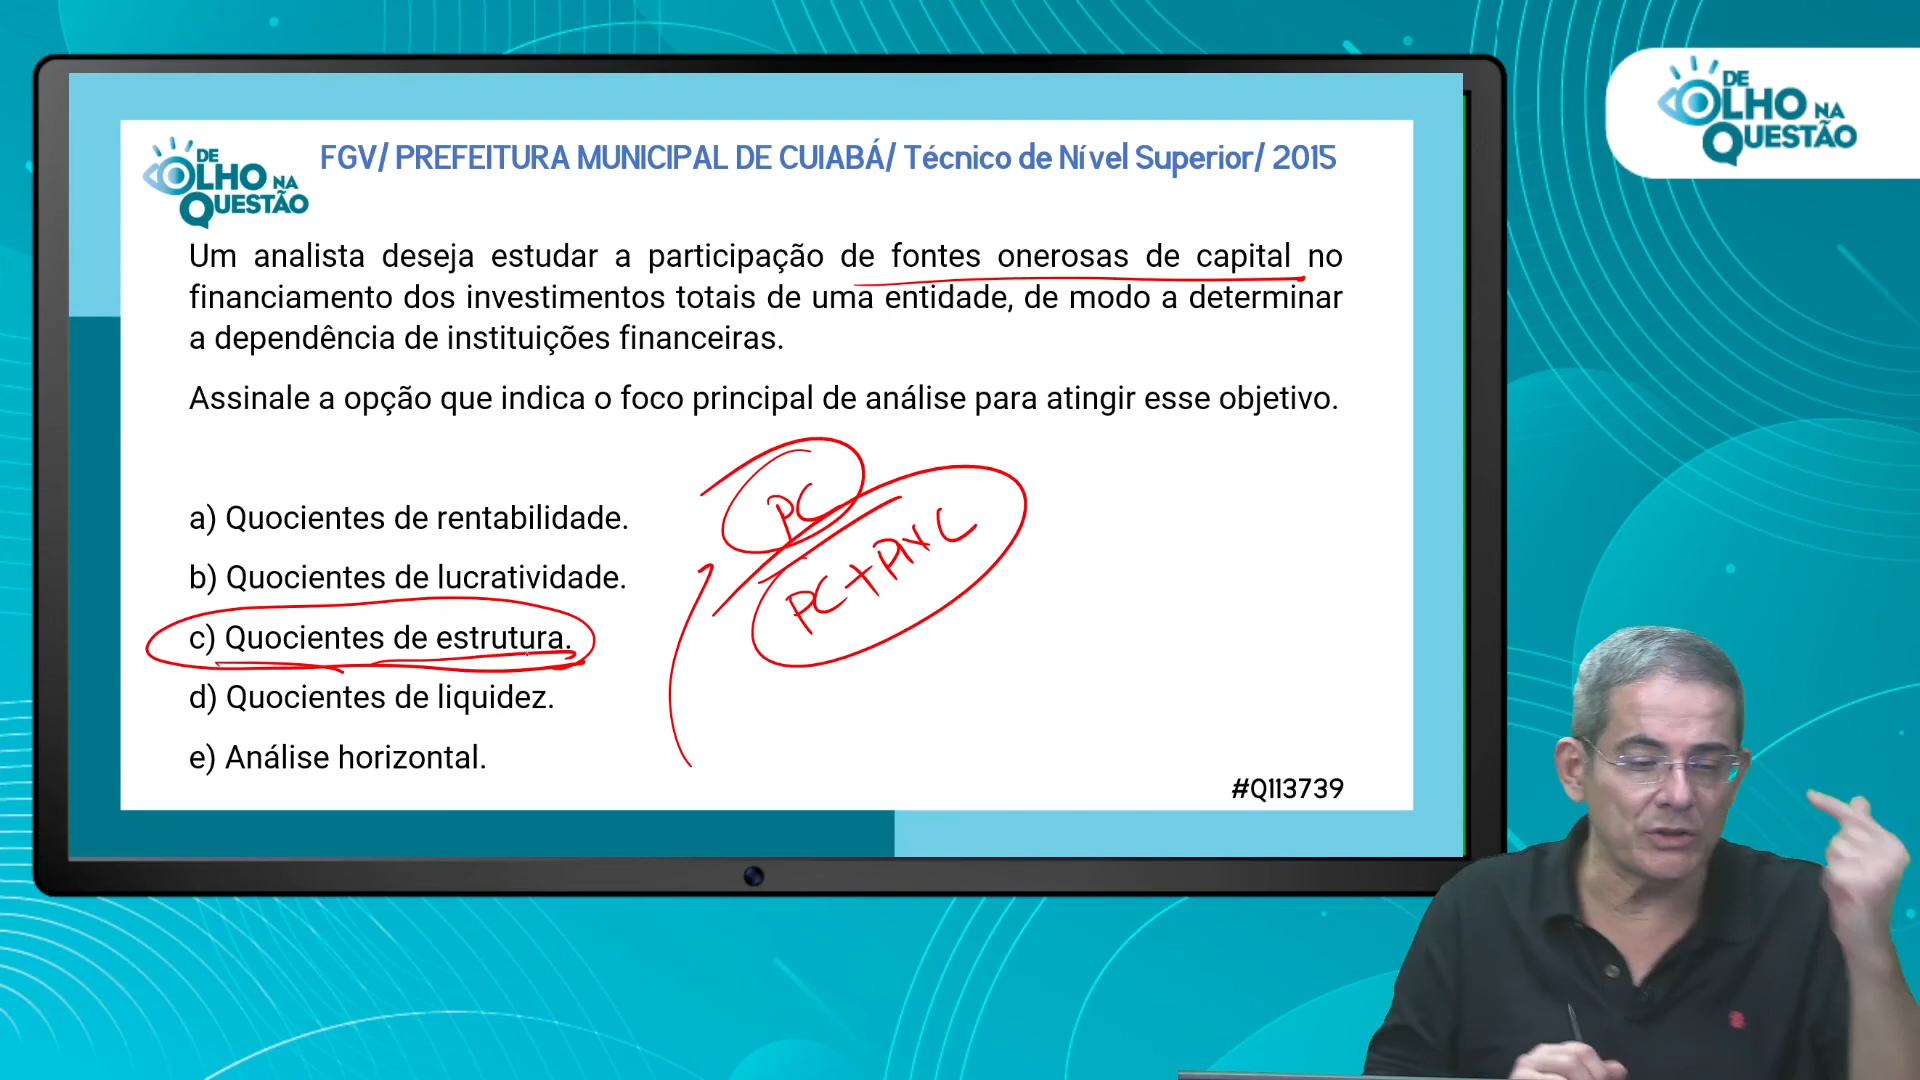 DE
OLHO NA
QUESTÃO
DE
OLHO NA
QUESTÃO
FGV/ PREFEITURA MUNICIPAL DE CUIABÁ/ Técnico de Nível Superior/ 2015
Um analista deseja estudar a participação de fontes onerosas de capital no
financiamento dos investimentos totais de uma entidade, de modo a determinar
a dependência de instituições financeiras.
Assinale a opção que indica o foco principal de análise para atingir esse objetivo.
a) Quocientes de rentabilidade.
b) Quocientes de lucratividade.
c) Quocientes de estrutura.
d) Quocientes de liquidez.
e) Análise horizontal.
PC
PC+PNC
#Q113739